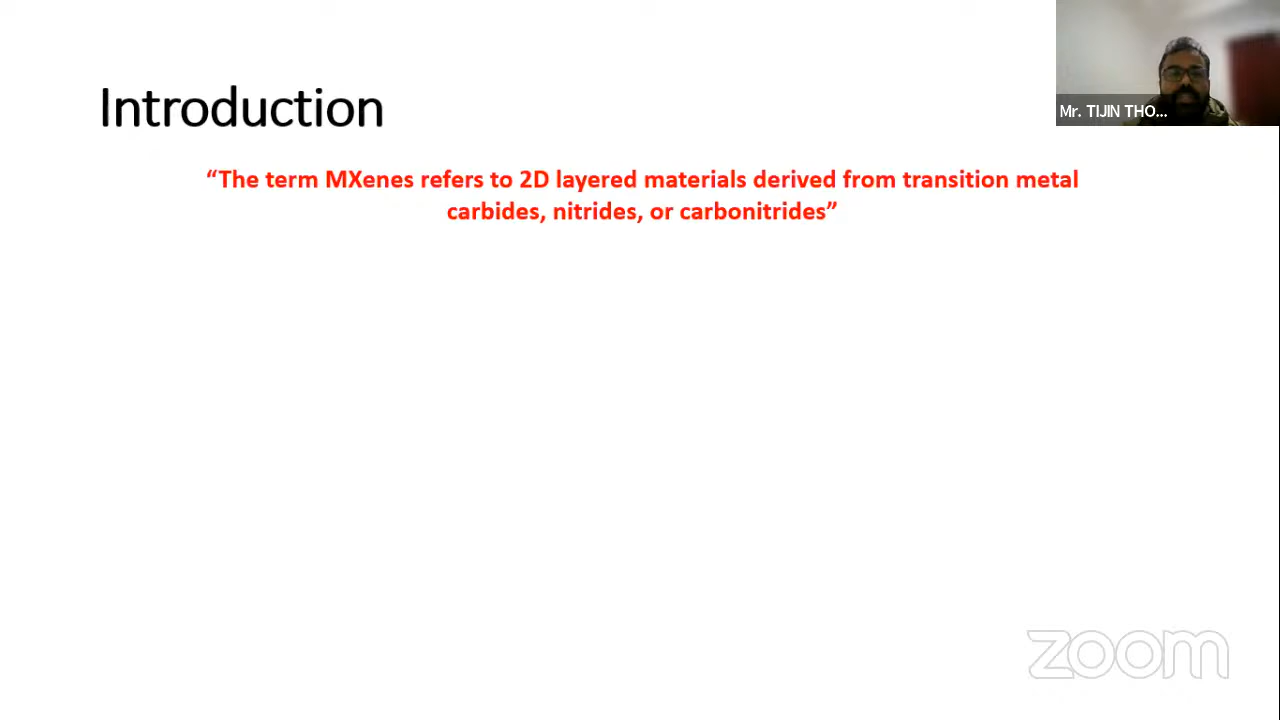 Introduction
Mr. TIJIN THO...
“The term MXenes refers to 2D layered materials derived from transition metal
carbides, nitrides, or carbonitrides”
zoom